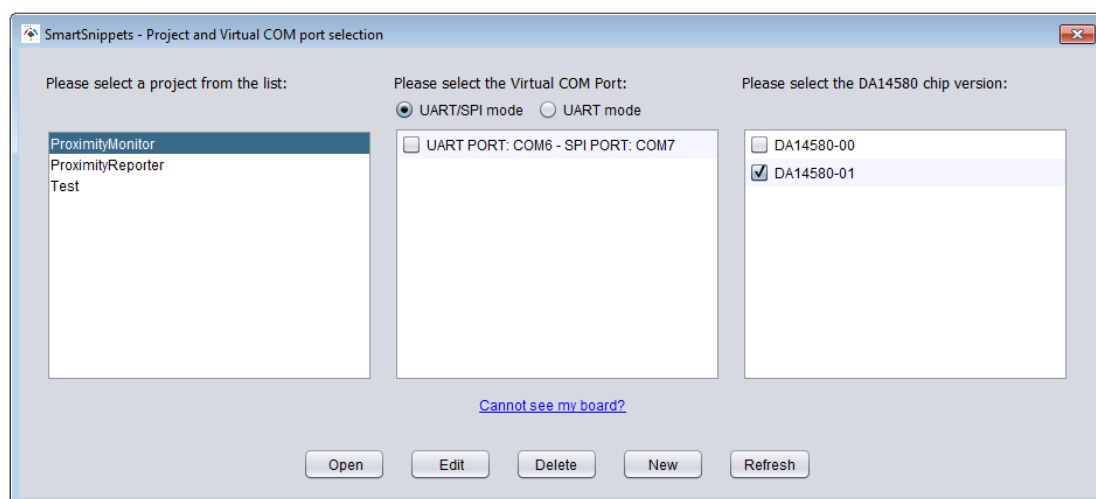 SmartSnippets - Project and Virtual COM port selection
Please select a project from the list:
Please select the Virtual COM Port:
Please select the DA14580 chip version:
UART/SPI mode
UART mode
ProximityMonitor
ProximityReporter
Test
UART PORT: COM6 - SPI PORT: COM7
DA14580-00
DA14580-01
Cannot see my board?
Open
Edit
Delete
New
Refresh